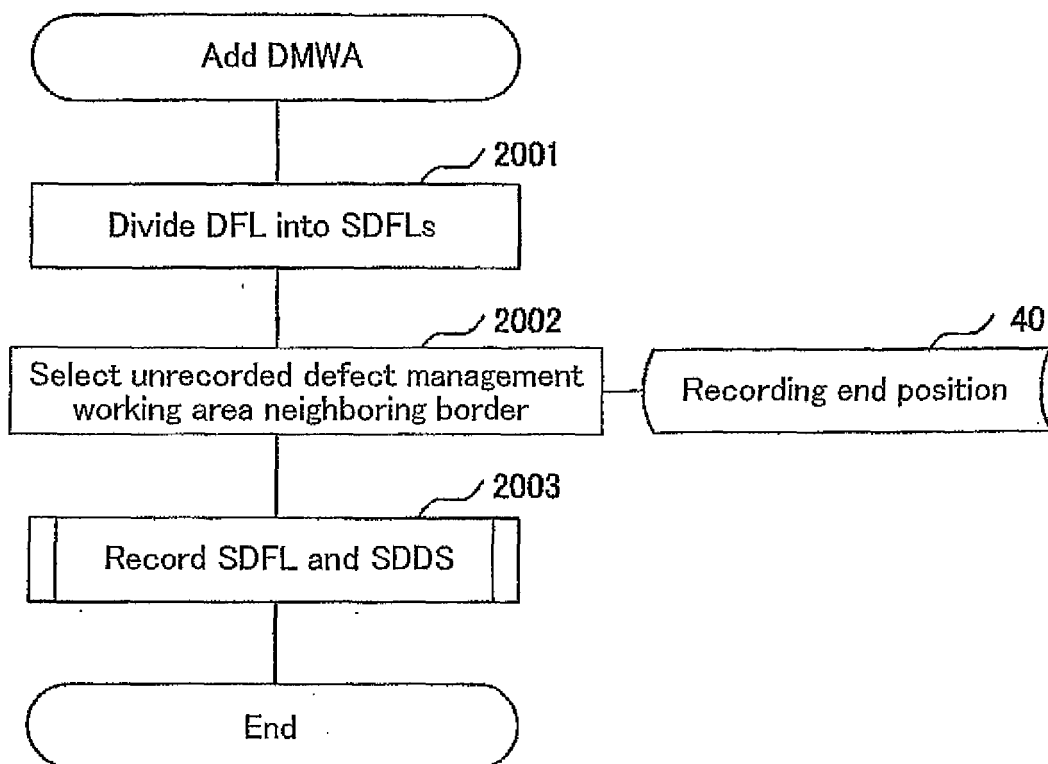 Add DMWA
2001
Divide DFL into SDFLs
2002
40
Select unrecorded defect management
working area neighboring border
Recording end position
2003
Record SDFL and SDDS
End